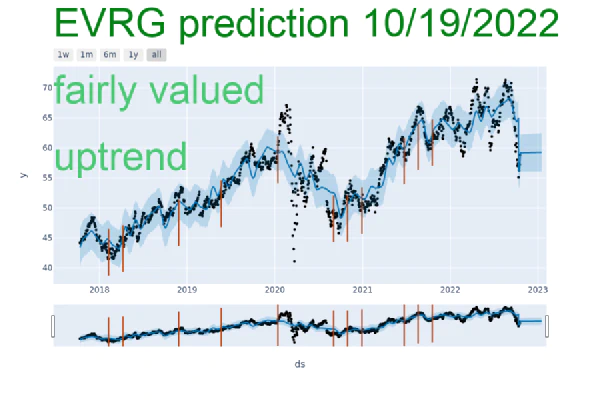 EVRG prediction 10/19/2022
1w 1m 6m 1y all
fairly valued
uptrend
70
65
60
55
50
45
40
y
2018 2019 2020 2021 2022 2023
ds